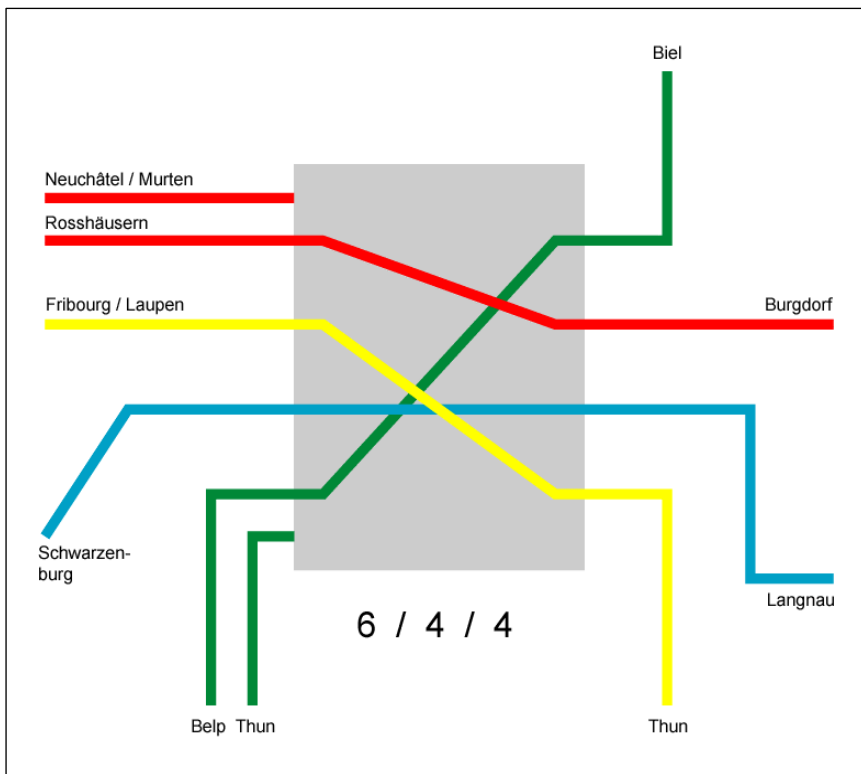 Biel
Neuchâtel / Murten
Rosshäusern
Fribourg / Laupen
Burgdorf
Schwarzen-
burg
Langnau
6 / 4 / 4
Belp
Thun
Thun